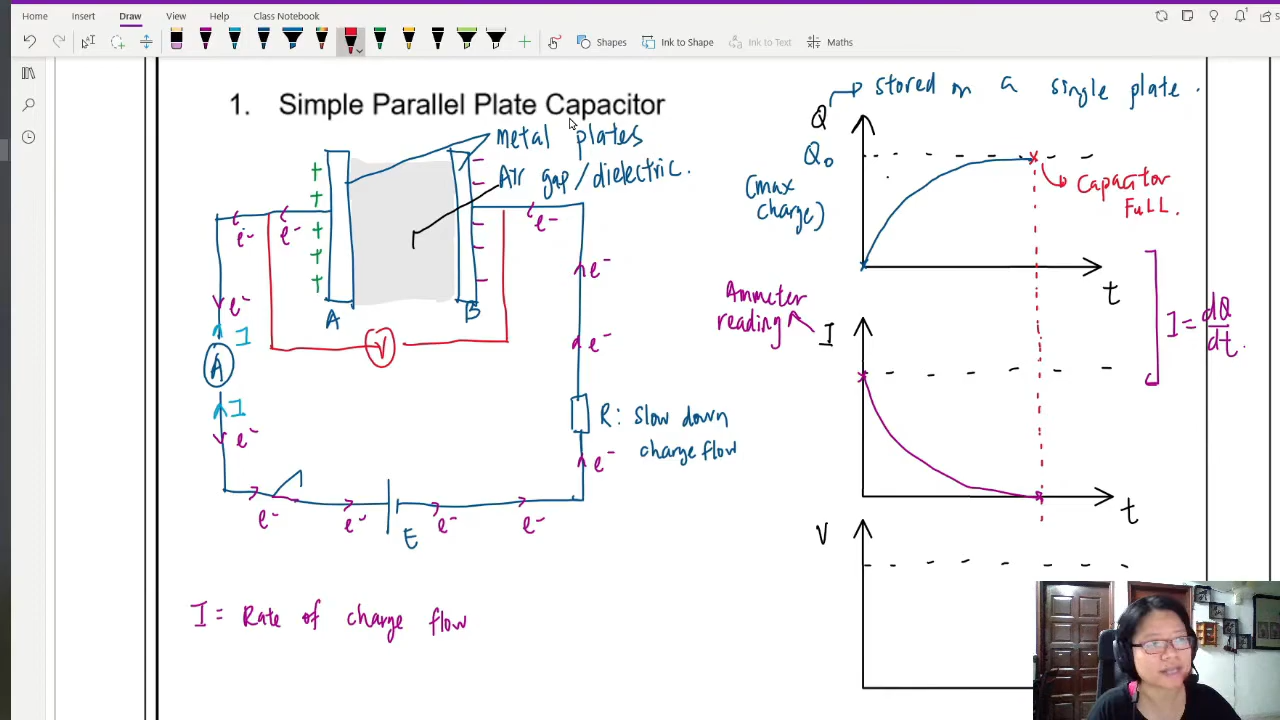 Home Insert Draw View Help Class Notebook
Shapes Ink to Shape Ink to Text Maths
1. Simple Parallel Plate Capacitor
metal plates
Air gap/dielectric.
+
+
+
+
+
-
-
-
-
-
e-
e-
e-
e-
e-
e-
e-
e-
e-
e-
e-
e-
A
B
V
I
A
I
R: Slow down
charge flow
E
I = Rate of charge flow
Q → stored on a single plate.
Q₀
(max
charge)
Capacitor
FULL.
t
Ammeter
reading
I
t
I = dQ/dt.
V